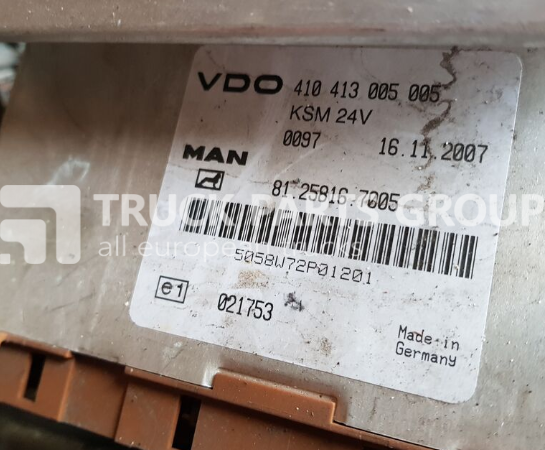 VDO 410 413 005 005
KSM 24V
0097 16.11.2007
MAN
81.25816-7005
TRUCK PARTS GROUP
all european trucks
5058W72P01201
e1 021753
Made in
Germany